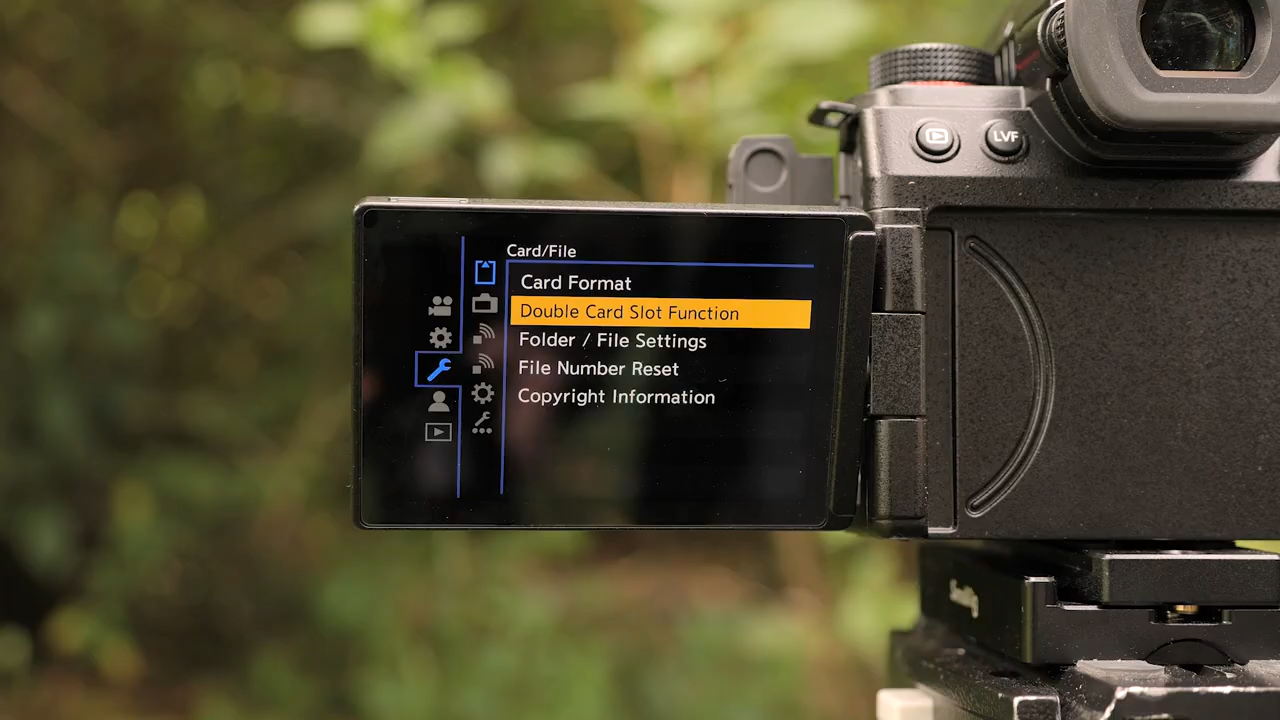 LVF
Card/File
Card Format
Double Card Slot Function
Folder / File Settings
File Number Reset
Copyright Information